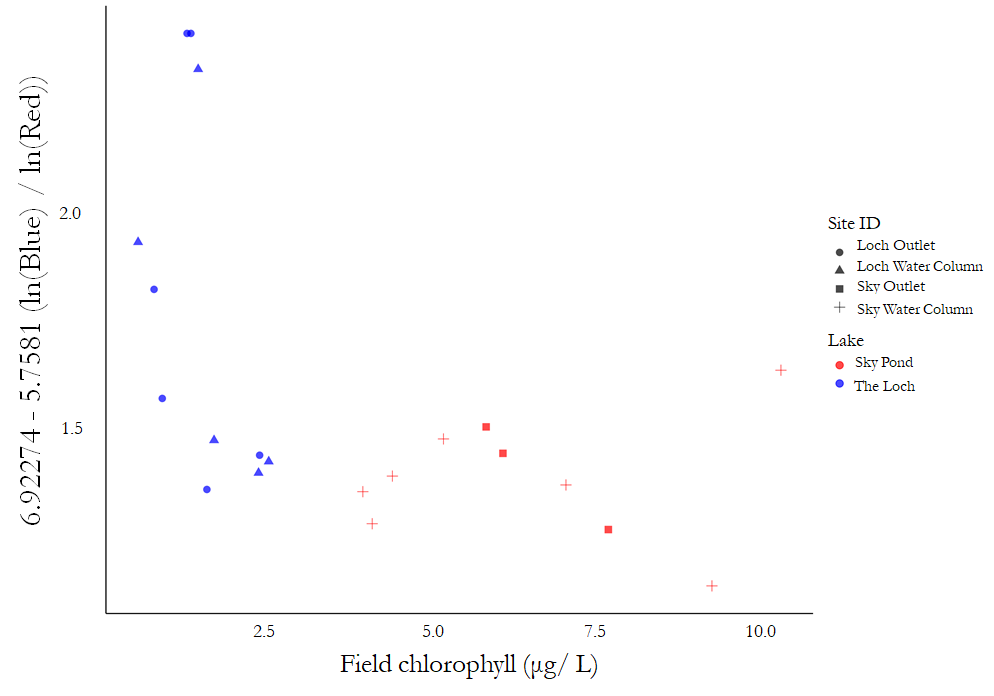 6.92274 - 5.7581 (ln(Blue) / ln(Red))
2.0
1.5
2.5 5.0 7.5 10.0
Field chlorophyll (µg/ L)
Site ID
Loch Outlet
Loch Water Column
Sky Outlet
Sky Water Column
Lake
Sky Pond
The Loch